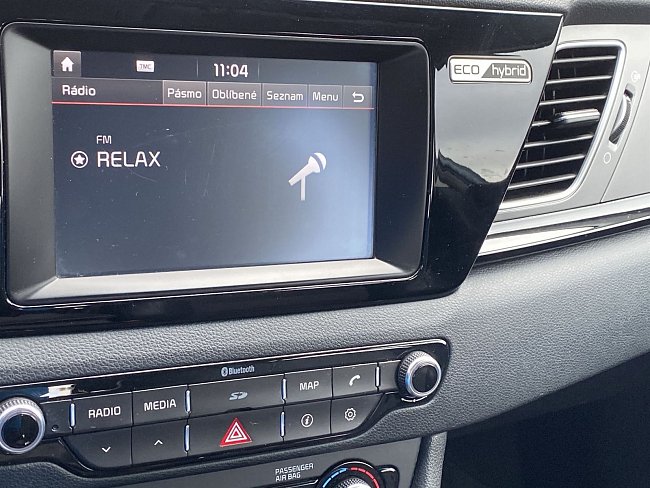 TMC
11:04
Rádio
Pásmo
Oblíbené
Seznam
Menu
FM
RELAX
ECO hybrid
Bluetooth
RADIO
MEDIA
SD
MAP
PASSENGER
AIR BAG